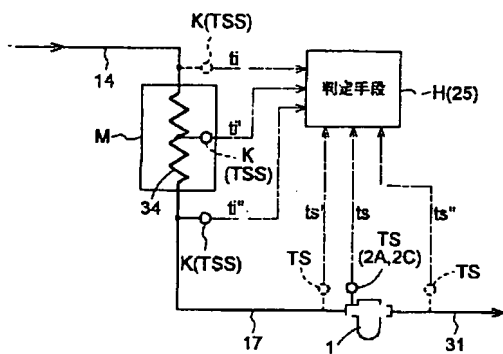 K(TSS)
ti
14
判定手段
H(25)
M
ti'
K
(TSS)
34
ti"
K(TSS)
ts'
ts
ts"
TS
TS
(2A,2C)
TS
17
1
31